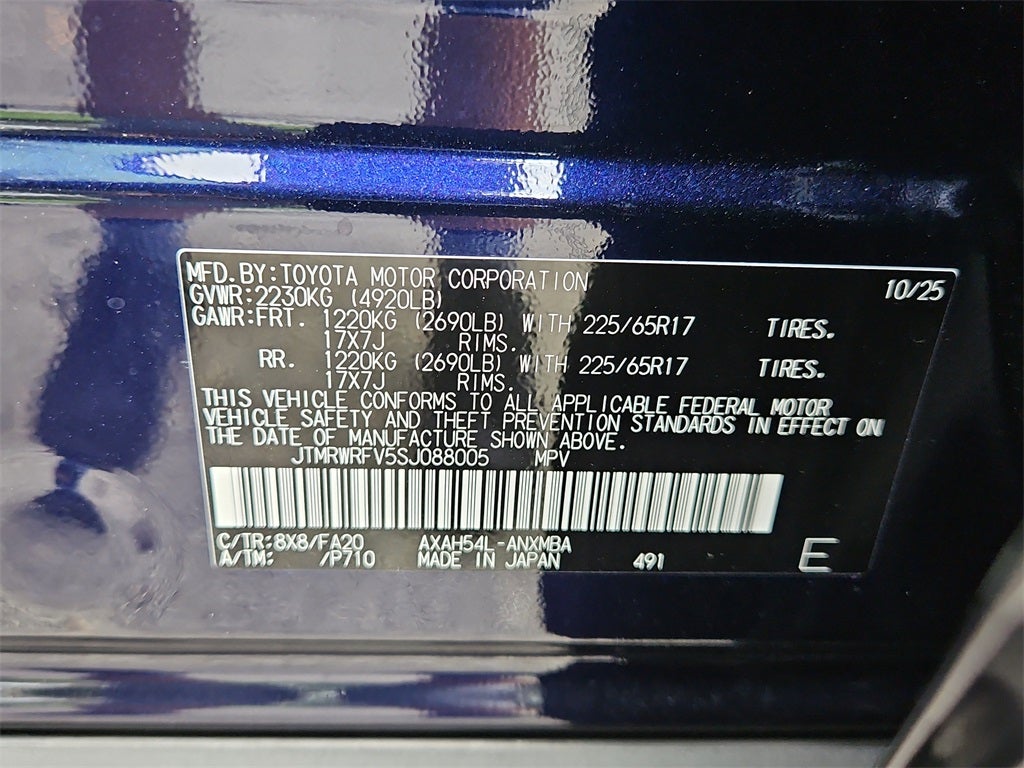 MFD.BY:TOYOTA MOTOR CORPORATION 10/25
GVWR:2230KG (4920LB)
GAWR:FRT. 1220KG (2690LB) WITH 225/65R17 TIRES.
17X7J RIMS.
RR. 1220KG (2690LB) WITH 225/65R17 TIRES.
17X7J RIMS.
THIS VEHICLE CONFORMS TO ALL APPLICABLE FEDERAL MOTOR
VEHICLE SAFETY AND THEFT PREVENTION STANDARDS IN EFFECT ON
THE DATE OF MANUFACTURE SHOWN ABOVE.
JTMRWRFV5SJ088005 MPV
C/TR:8X8/FA20 AXAH54L-ANXMBA
A/TM: /P710 MADE IN JAPAN 491 E